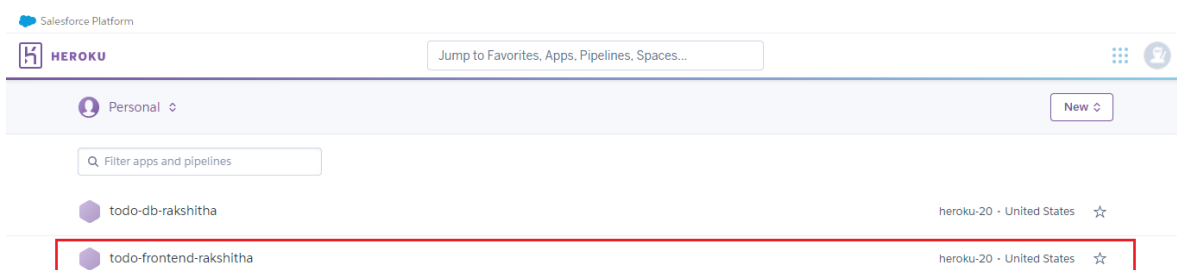 Salesforce Platform
HEROKU
Jump to Favorites, Apps, Pipelines, Spaces...
Personal
New
Filter apps and pipelines
todo-db-rakshitha
heroku-20 · United States
todo-frontend-rakshitha
heroku-20 · United States